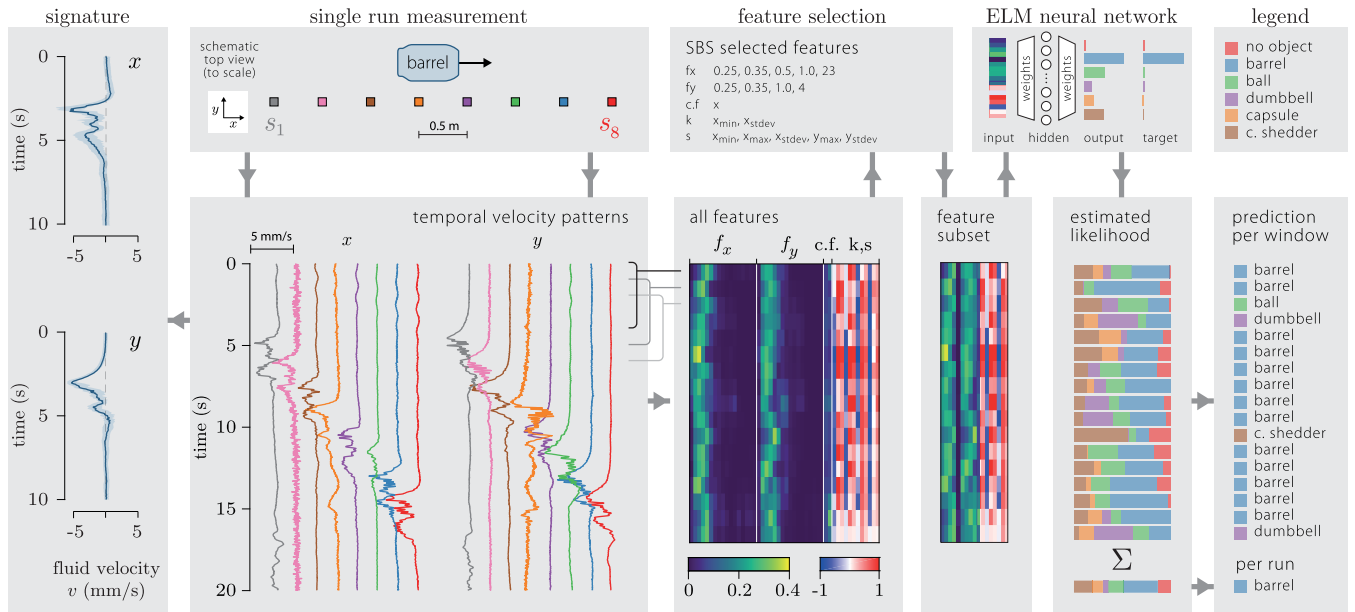 signature
0
x
time (s)
10
-5
0
5
0
y
time (s)
5
10
-5
0
5
fluid velocity
v (mm/s)
single run measurement
schematic
top view
(to scale)
barrel
y
x
s1
0.5 m
s8
temporal velocity patterns
5 mm/s
x
y
0
5
10
15
20
time (s)
feature selection
SBS selected features
fx 0.25, 0.35, 0.5, 1.0, 23
fy 0.25, 0.35, 1.0, 4
c.f x
k xmin, xstdev
s xmin, xmax, xstdev, ymax, ystdev
all features
fx fy c.f. k,s
0 0.2 0.4
-1 1
feature
subset
ELM neural network
weights
weights
input hidden output target
estimated
likelihood
Σ
legend
no object
barrel
ball
dumbbell
capsule
c. shedder
prediction
per window
barrel
barrel
ball
dumbbell
barrel
barrel
barrel
barrel
barrel
barrel
c. shedder
barrel
barrel
barrel
barrel
dumbbell
per run
barrel